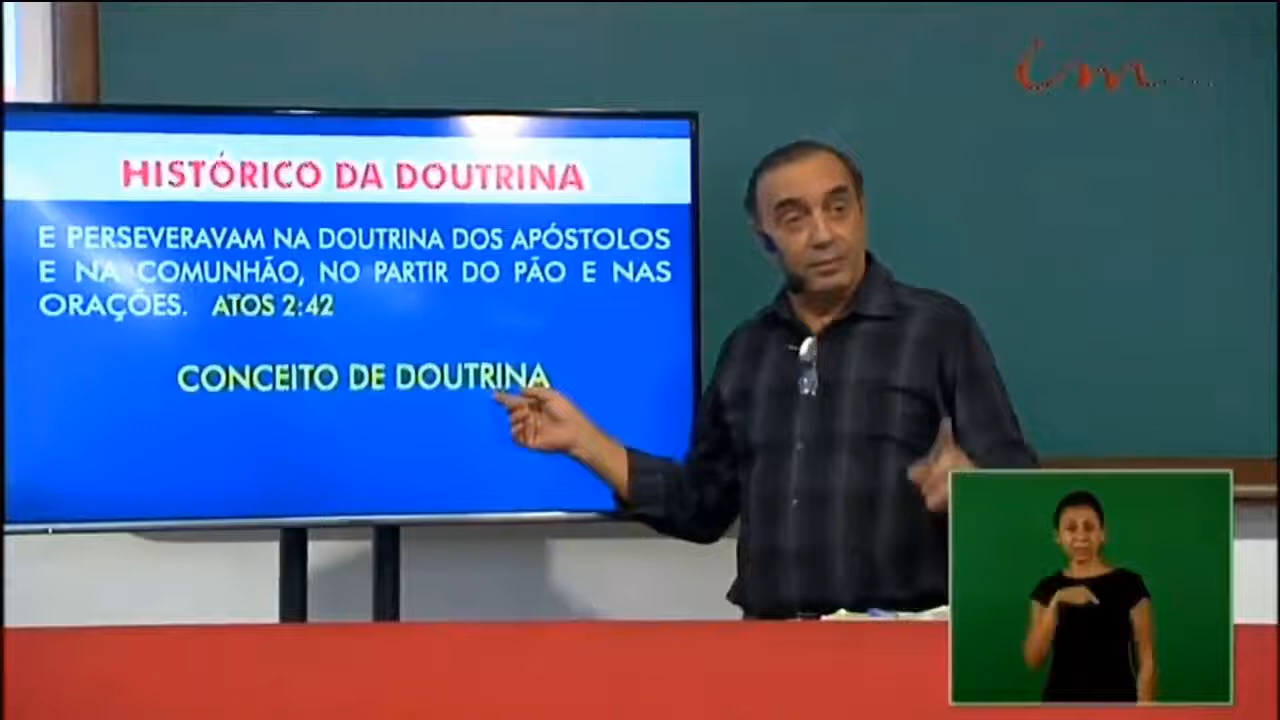 HISTÓRICO DA DOUTRINA
E PERSEVERAVAM NA DOUTRINA DOS APÓSTOLOS
E NA COMUNHÃO, NO PARTIR DO PÃO E NAS
ORAÇÕES. ATOS 2:42
CONCEITO DE DOUTRINA